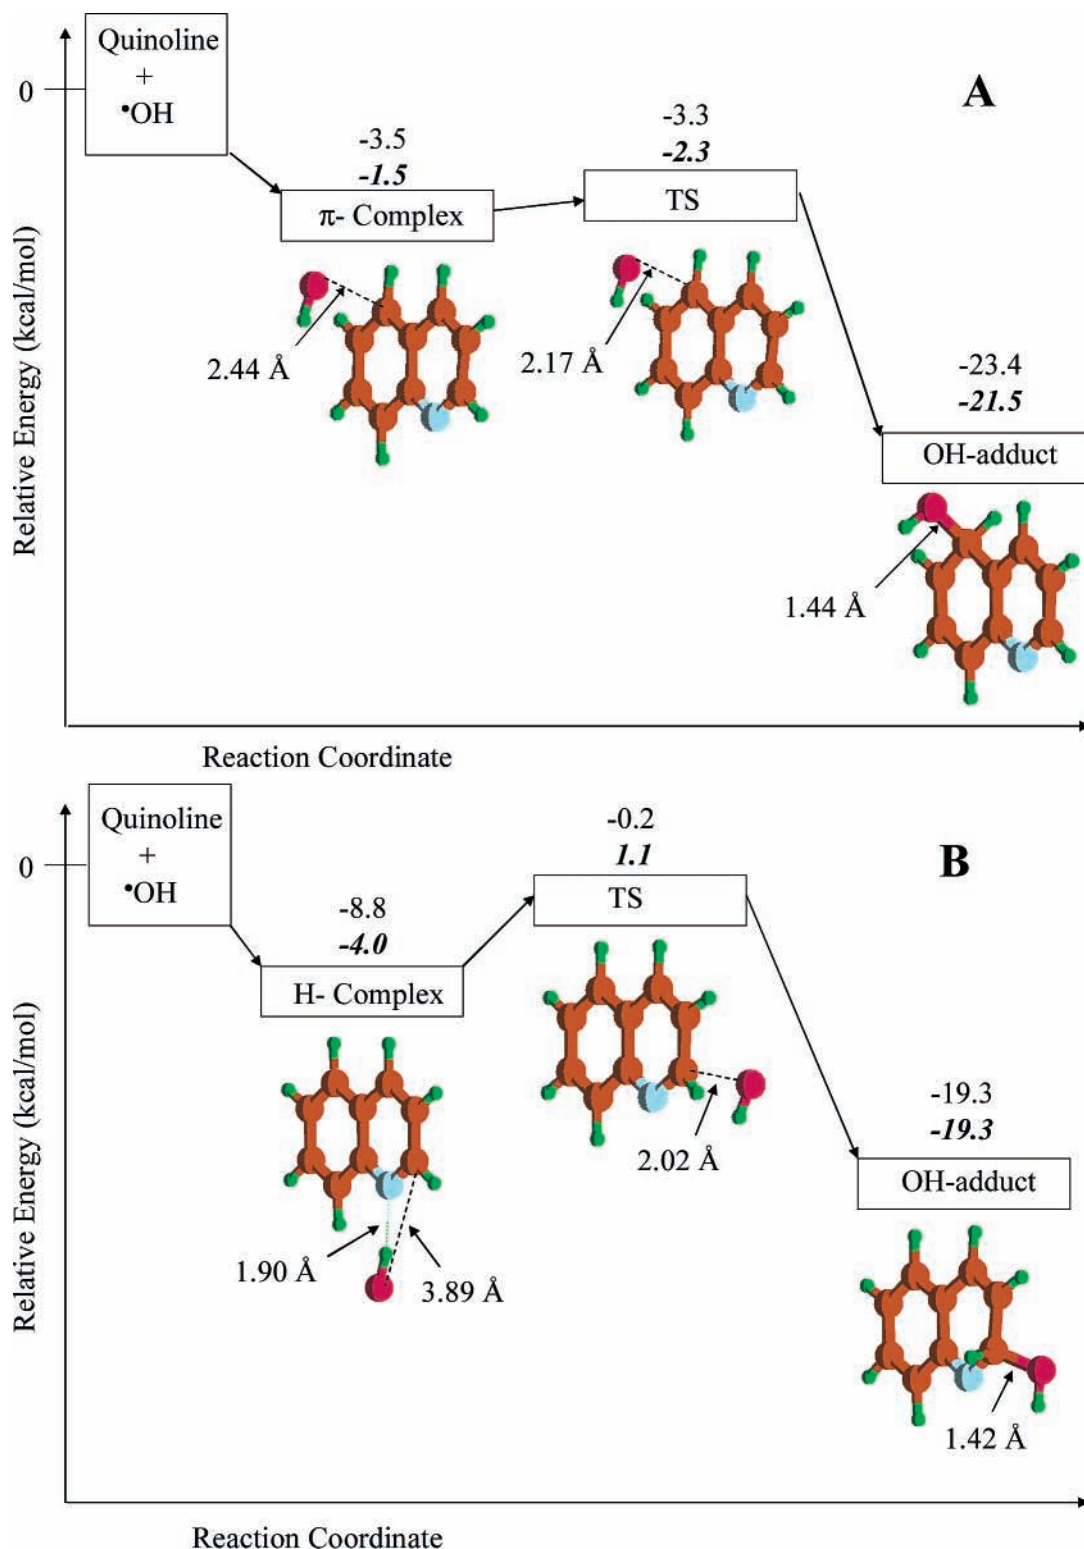 Quinoline
+
•OH
0
A
-3.5
-1.5
π- Complex
-3.3
-2.3
TS
2.44 Å
2.17 Å
-23.4
-21.5
OH-adduct
1.44 Å
Relative Energy (kcal/mol)
Reaction Coordinate
Quinoline
+
•OH
0
B
-8.8
-4.0
H- Complex
-0.2
1.1
TS
1.90 Å
3.89 Å
2.02 Å
-19.3
-19.3
OH-adduct
1.42 Å
Relative Energy (kcal/mol)
Reaction Coordinate